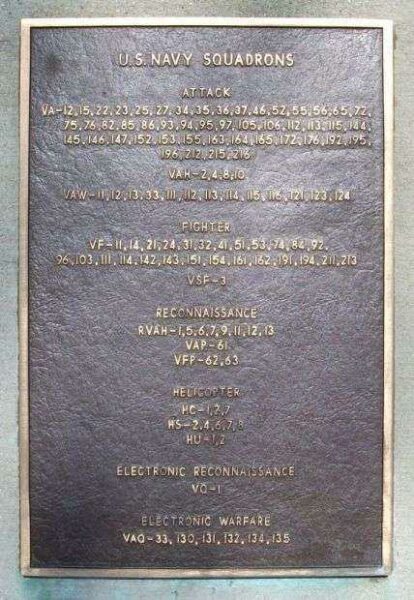 U.S. NAVY SQUADRONS
ATTACK
VA-12,15,22,23,25,27,34,35,36,37,46,52,55,56,65,72,
75,76,82,85,86,93,94,95,97,105,106,112,113,115,144,
145,146,147,152,153,155,163,164,165,172,176,192,195,
196,212,215,216
VAH-2,4,8,10
VAW-11,12,13,33,111,112,113,114,115,116,121,123,124
FIGHTER
VF-11,14,21,24,31,32,41,51,53,74,84,92,
96,103,111,114,142,143,151,154,161,162,191,194,211,213
VSF-3
RECONNAISSANCE
RVAH-1,5,6,7,9,11,12,13
VAP-61
VFP-62,63
HELICOPTER
HC-1,2,7
HS-2,4,6,7,8
HU-1,2
ELECTRONIC RECONNAISSANCE
VQ-1
ELECTRONIC WARFARE
VAQ-33,130,131,132,134,135